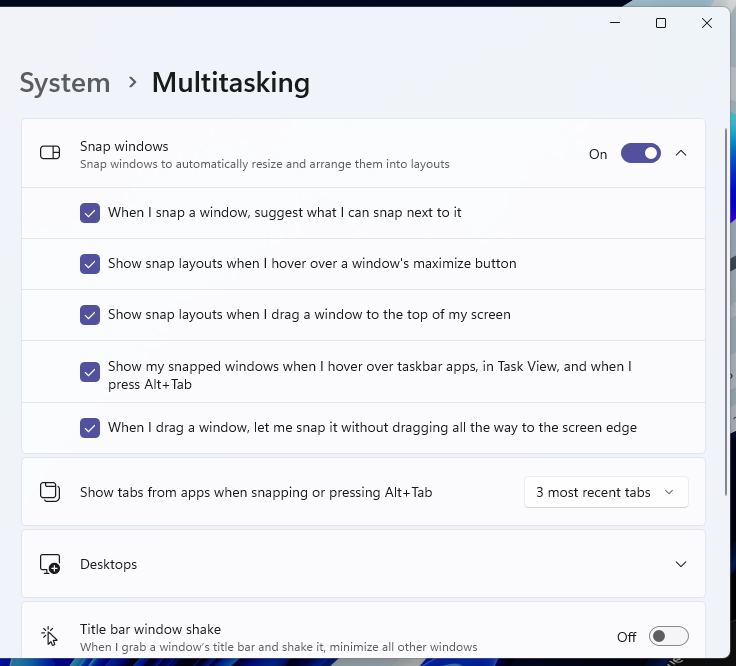 System > Multitasking
Snap windows
Snap windows to automatically resize and arrange them into layouts
On
When I snap a window, suggest what I can snap next to it
Show snap layouts when I hover over a window's maximize button
Show snap layouts when I drag a window to the top of my screen
Show my snapped windows when I hover over taskbar apps, in Task View, and when I
press Alt+Tab
When I drag a window, let me snap it without dragging all the way to the screen edge
Show tabs from apps when snapping or pressing Alt+Tab
3 most recent tabs
Desktops
Title bar window shake
When I grab a window's title bar and shake it, minimize all other windows
Off